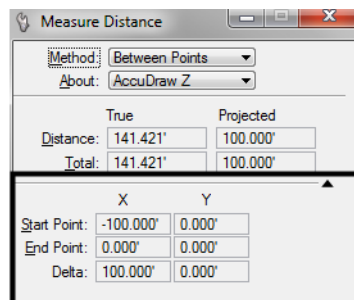 Measure Distance
Method: Between Points
About: AccuDraw Z
True Projected
Distance: 141.421' 100.000'
Total: 141.421' 100.000'
X Y
Start Point: -100.000' 0.000'
End Point: 0.000' 0.000'
Delta: 100.000' 0.000'